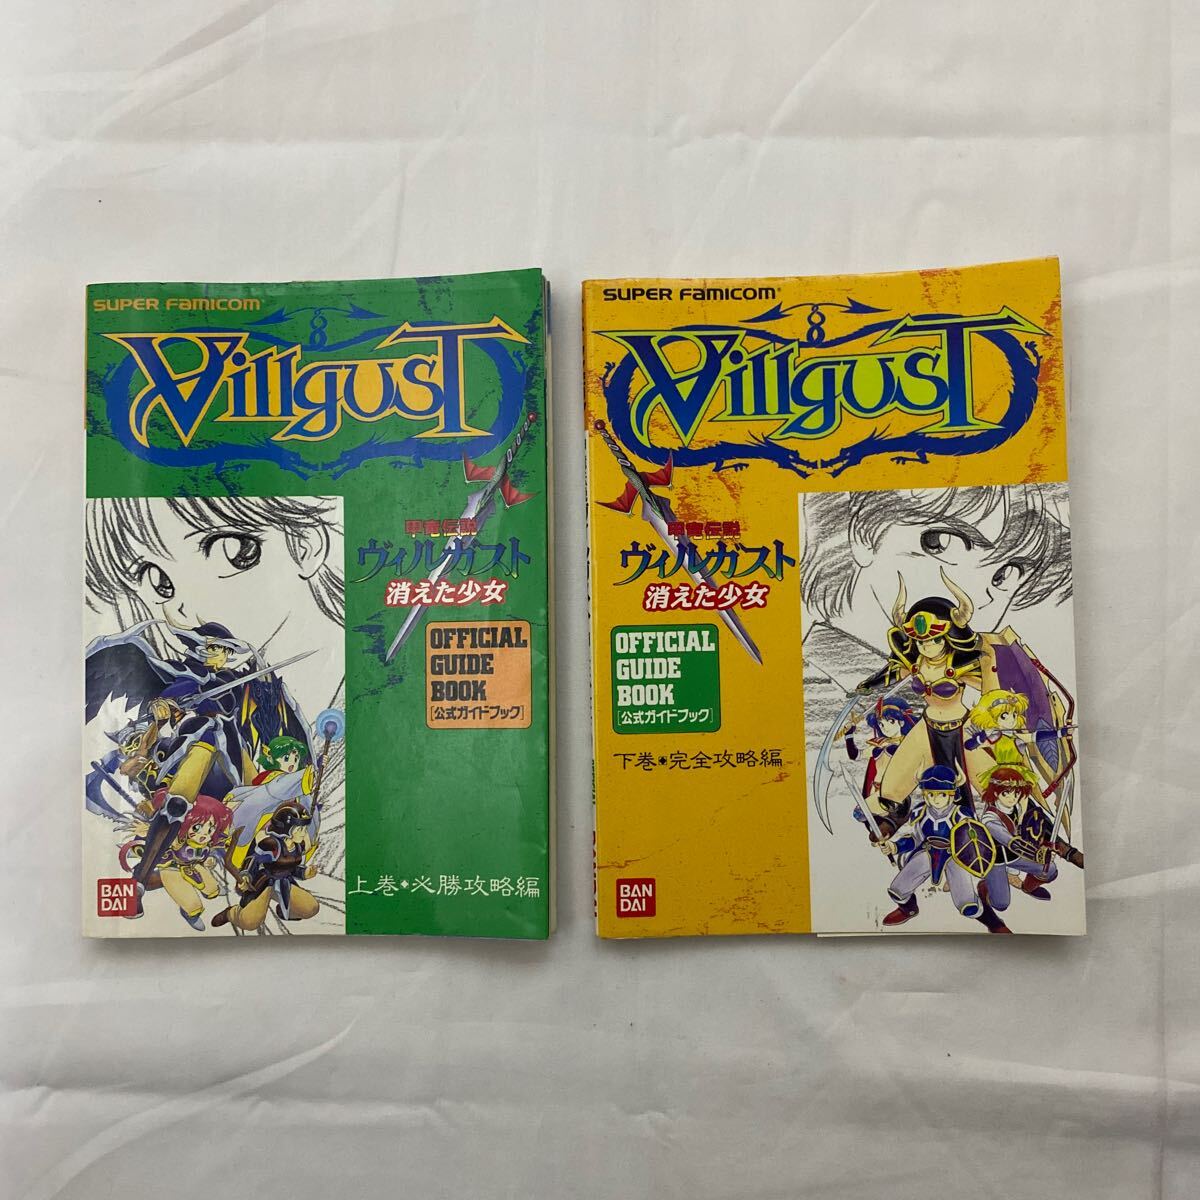 SUPER FAMICOM
Villgust
甲竜伝説
ヴィルガスト
消えた少女
OFFICIAL
GUIDE
BOOK
[公式ガイドブック]
上巻・必勝攻略編
BAN
DAI
SUPER FAMICOM®
Villgust
甲竜伝説
ヴィルガスト
消えた少女
OFFICIAL
GUIDE
BOOK
[公式ガイドブック]
下巻・完全攻略編
BAN
DAI